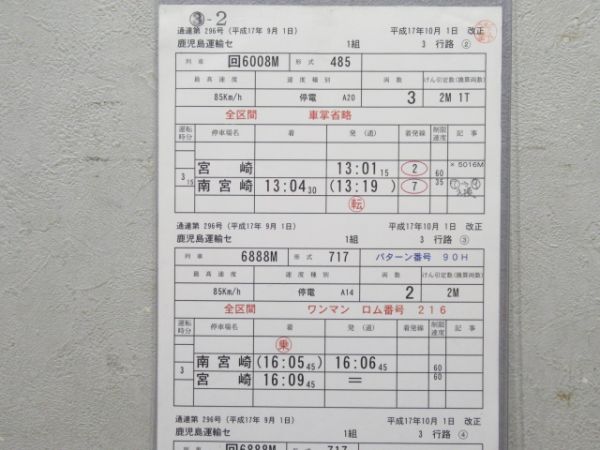 ③-2
通達第 296号 (平成17年 9月 1日) 平成17年10月 1日 改正
鹿児島運輸セ 1組 3 行路 ②
列車 回6008M 形式 485
最高速度 速度種別 両数 けん引定数(換算両数)
85Km/h 停電 A20 3 2M 1T
全区間 車掌省略
運転時分 停車場名 着 発(通) 着発線 制限速度 記事
宮崎 13:01 15 2 60 ×5016M
3 15 南宮崎 13:04 30 (13:19 ) 7 35
転
通達第 296号 (平成17年 9月 1日) 平成17年10月 1日 改正
鹿児島運輸セ 1組 3 行路 ③
列車 6888M 形式 717 パターン番号 90H
最高速度 速度種別 両数 けん引定数(換算両数)
85Km/h 停電 A14 2 2M
全区間 ワンマン ロム番号 216
運転時分 停車場名 着 発(通) 着発線 制限速度 記事
乗
3 南宮崎 (16:05 45) 16:06 45 60
宮崎 16:09 45 = 60
通達第 296号 (平成17年 9月 1日) 平成17年10月 1日 改正
鹿児島運輸セ 1組 3 行路 ④
列車 回6888M 形式 717